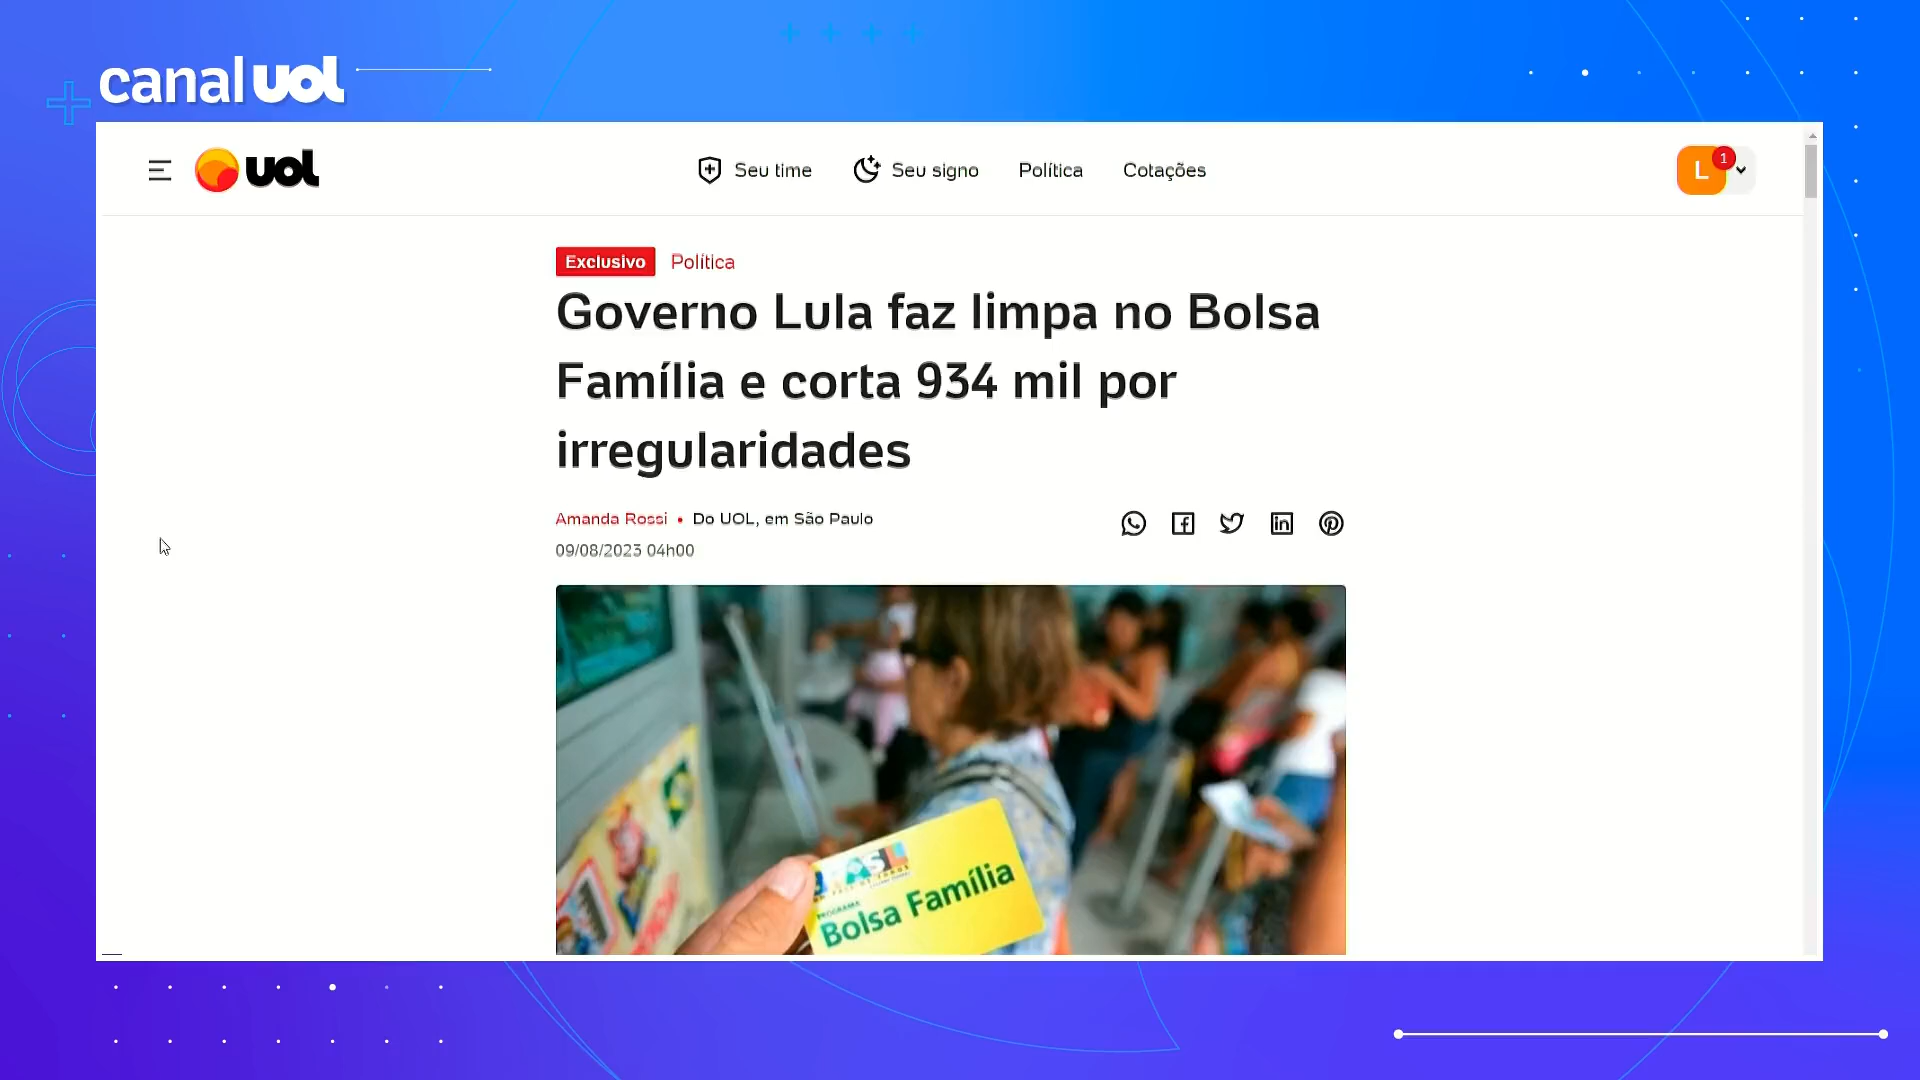 canal uol
uol
Seu time
Seu signo
Política
Cotações
L
1
Exclusivo
Política
Governo Lula faz limpa no Bolsa
Família e corta 934 mil por
irregularidades
Amanda Rossi • Do UOL, em São Paulo
09/08/2023 04h00
PROGRAMA
Bolsa Família